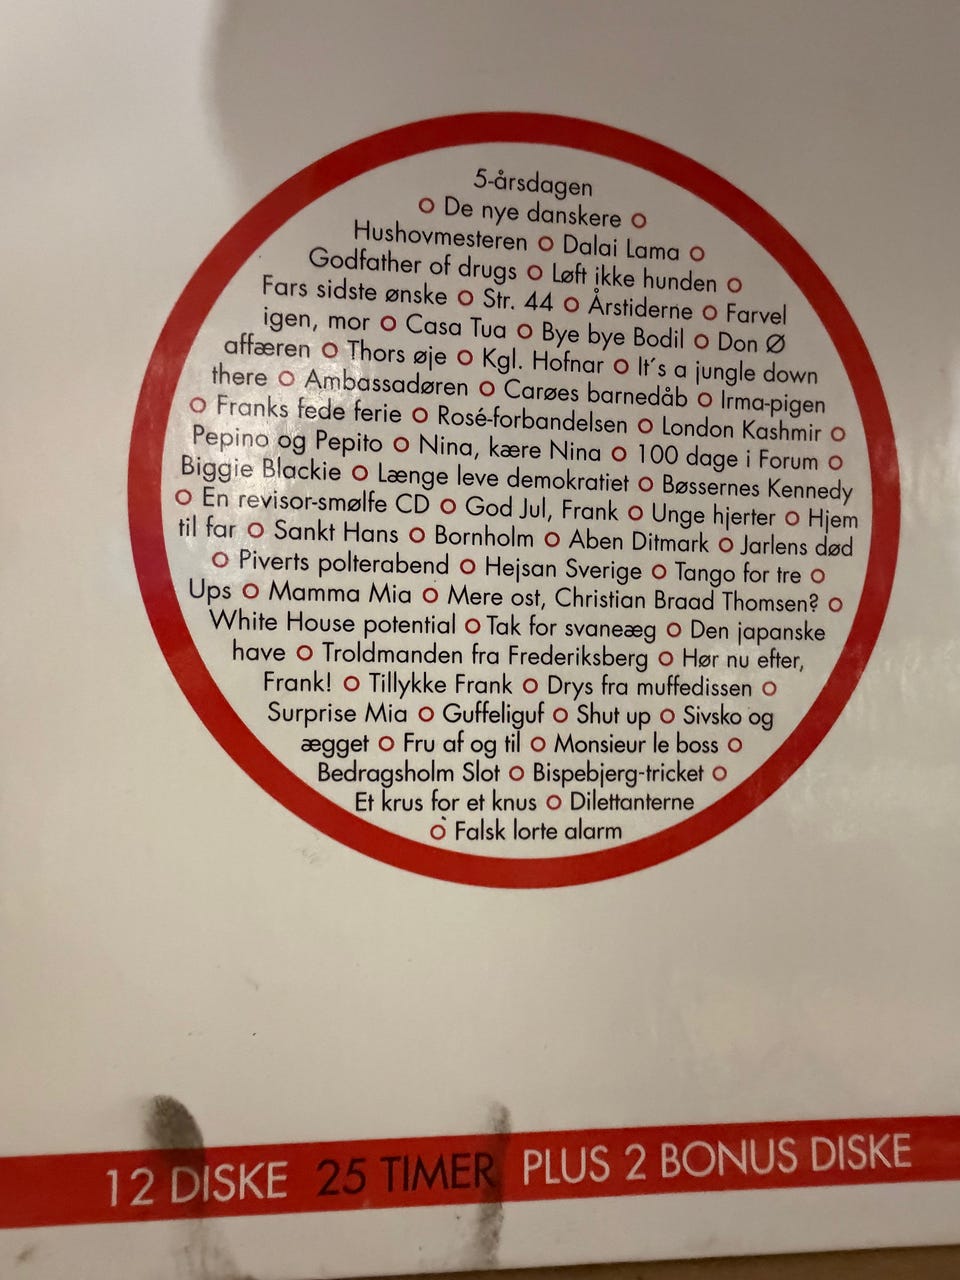 5-årsdagen
o De nye danskere o
Hushovmesteren o Dalai Lama o
Godfather of drugs o Løft ikke hunden o
Fars sidste ønske o Str. 44 o Årstiderne o Farvel
igen, mor o Casa Tua o Bye bye Bodil o Don Ø
affæren o Thors øje o Kgl. Hofnar o It´s a jungle down
there o Ambassadøren o Carøes barnedåb o Irma-pigen
o Franks fede ferie o Rosé-forbandelsen o London Kashmir o
Pepino og Pepito o Nina, kære Nina o 100 dage i Forum o
Biggie Blackie o Længe leve demokratiet o Bøssernes Kennedy
o En revisor-smølfe CD o God Jul, Frank o Unge hjerter o Hjem
til far o Sankt Hans o Bornholm o Aben Ditmark o Jarlens død
o Piverts polterabend o Hejsan Sverige o Tango for tre o
Ups o Mamma Mia o Mere ost, Christian Braad Thomsen? o
White House potential o Tak for svaneæg o Den japanske
have o Troldmanden fra Frederiksberg o Hør nu efter,
Frank! o Tillykke Frank o Drys fra muffedissen o
Surprise Mia o Guffeliguf o Shut up o Sivsko og
ægget o Fru af og til o Monsieur le boss o
Bedragsholm Slot o Bispebjerg-tricket o
Et krus for et knus o Dilettanterne
o Falsk lorte alarm
12 DISKE 25 TIMER PLUS 2 BONUS DISKE